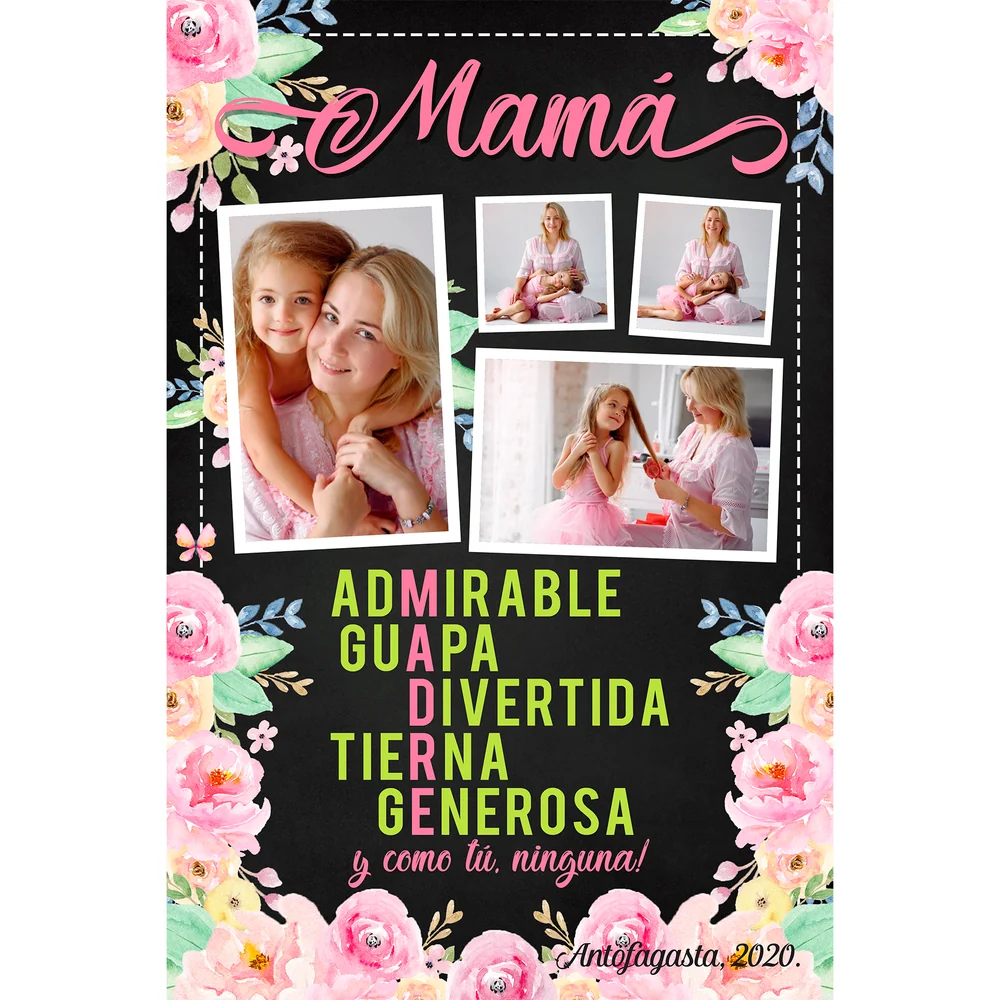 Mamá
ADMIRABLE
GUAPA
DIVERTIDA
TIERNA
GENEROSA
y como tú, ninguna!
Antofagasta, 2020.